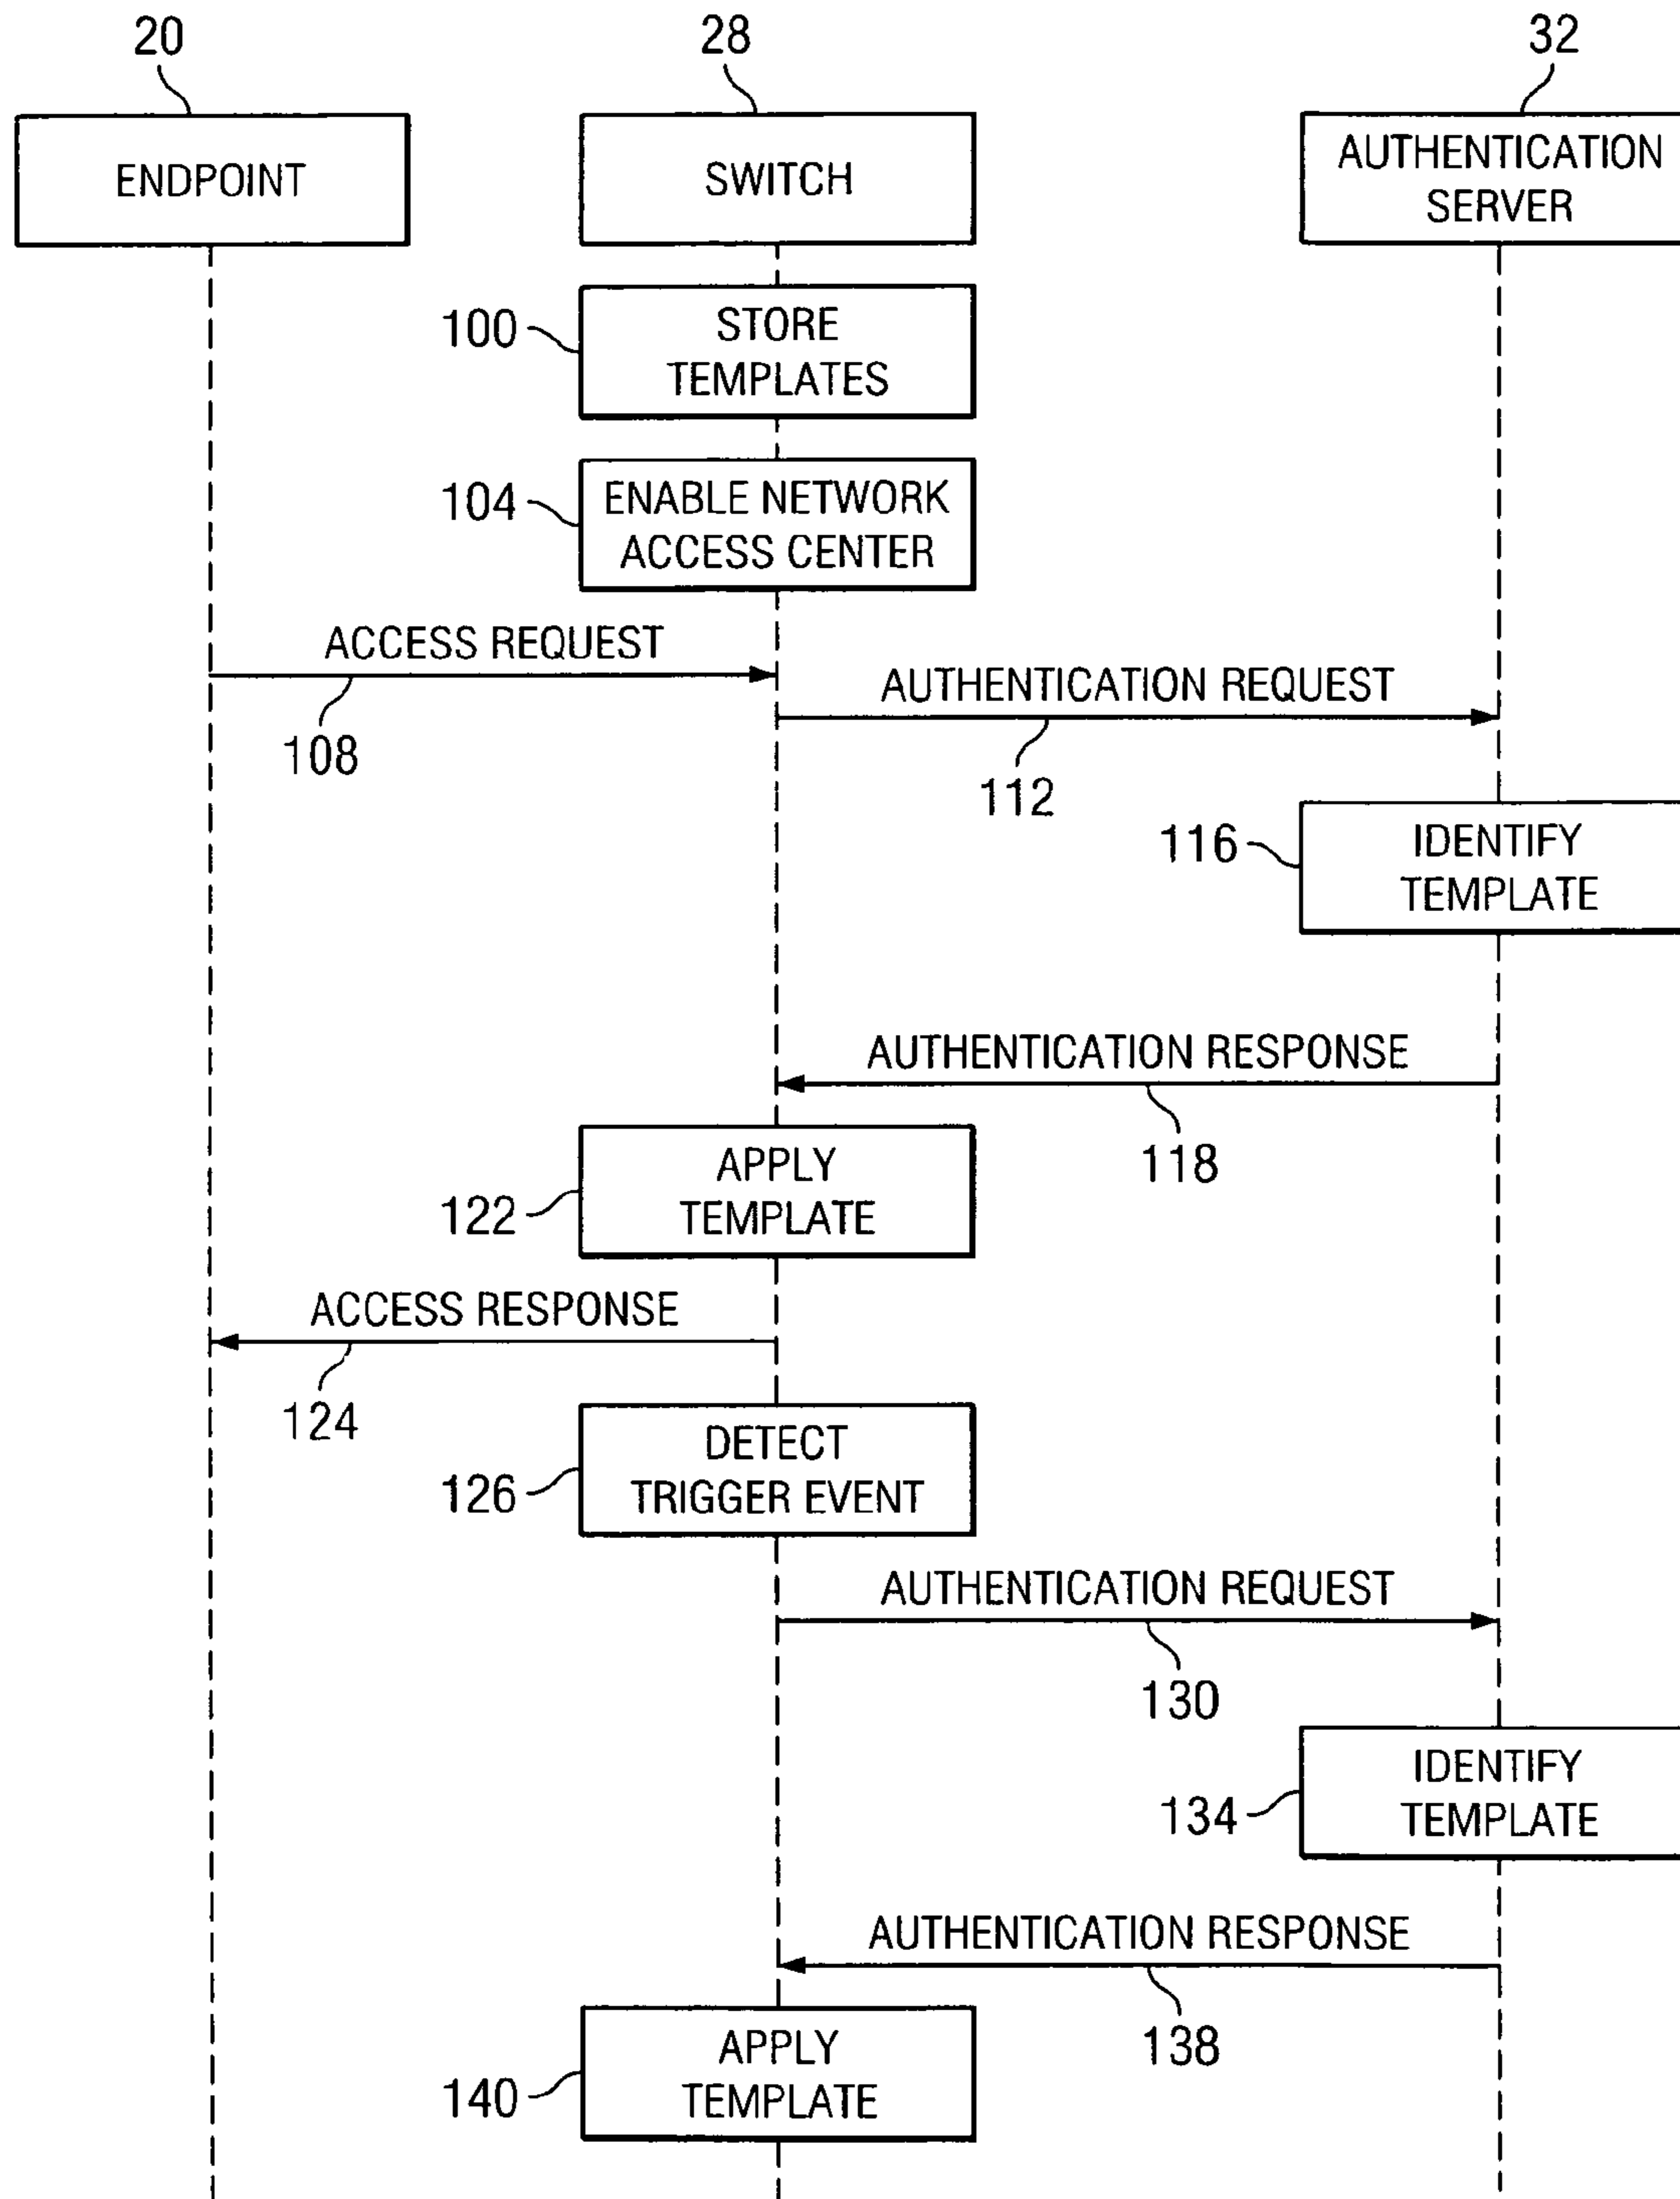 20
28
32
ENDPOINT
SWITCH
AUTHENTICATION
SERVER
100
STORE
TEMPLATES
104
ENABLE NETWORK
ACCESS CENTER
ACCESS REQUEST
108
AUTHENTICATION REQUEST
112
116
IDENTIFY
TEMPLATE
AUTHENTICATION RESPONSE
118
122
APPLY
TEMPLATE
ACCESS RESPONSE
124
126
DETECT
TRIGGER EVENT
AUTHENTICATION REQUEST
130
134
IDENTIFY
TEMPLATE
AUTHENTICATION RESPONSE
138
140
APPLY
TEMPLATE